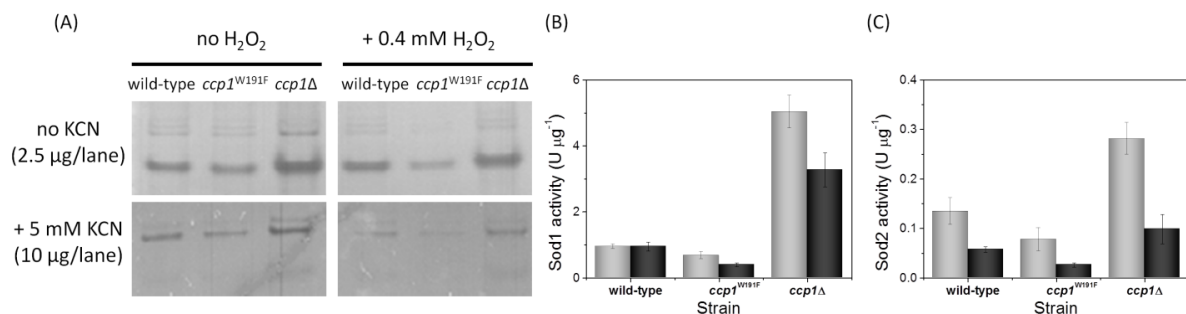 (A)
no H₂O₂
+ 0.4 mM H₂O₂
wild-type ccp1ᵂ¹⁹¹ᶠ ccp1Δ
wild-type ccp1ᵂ¹⁹¹ᶠ ccp1Δ
no KCN
(2.5 µg/lane)
+ 5 mM KCN
(10 µg/lane)
(B)
Sod1 activity (U µg⁻¹)
6
4
2
0
wild-type ccp1ᵂ¹⁹¹ᶠ ccp1Δ
Strain
(C)
Sod2 activity (U µg⁻¹)
0.4
0.3
0.2
0.1
0.0
wild-type ccp1ᵂ¹⁹¹ᶠ ccp1Δ
Strain